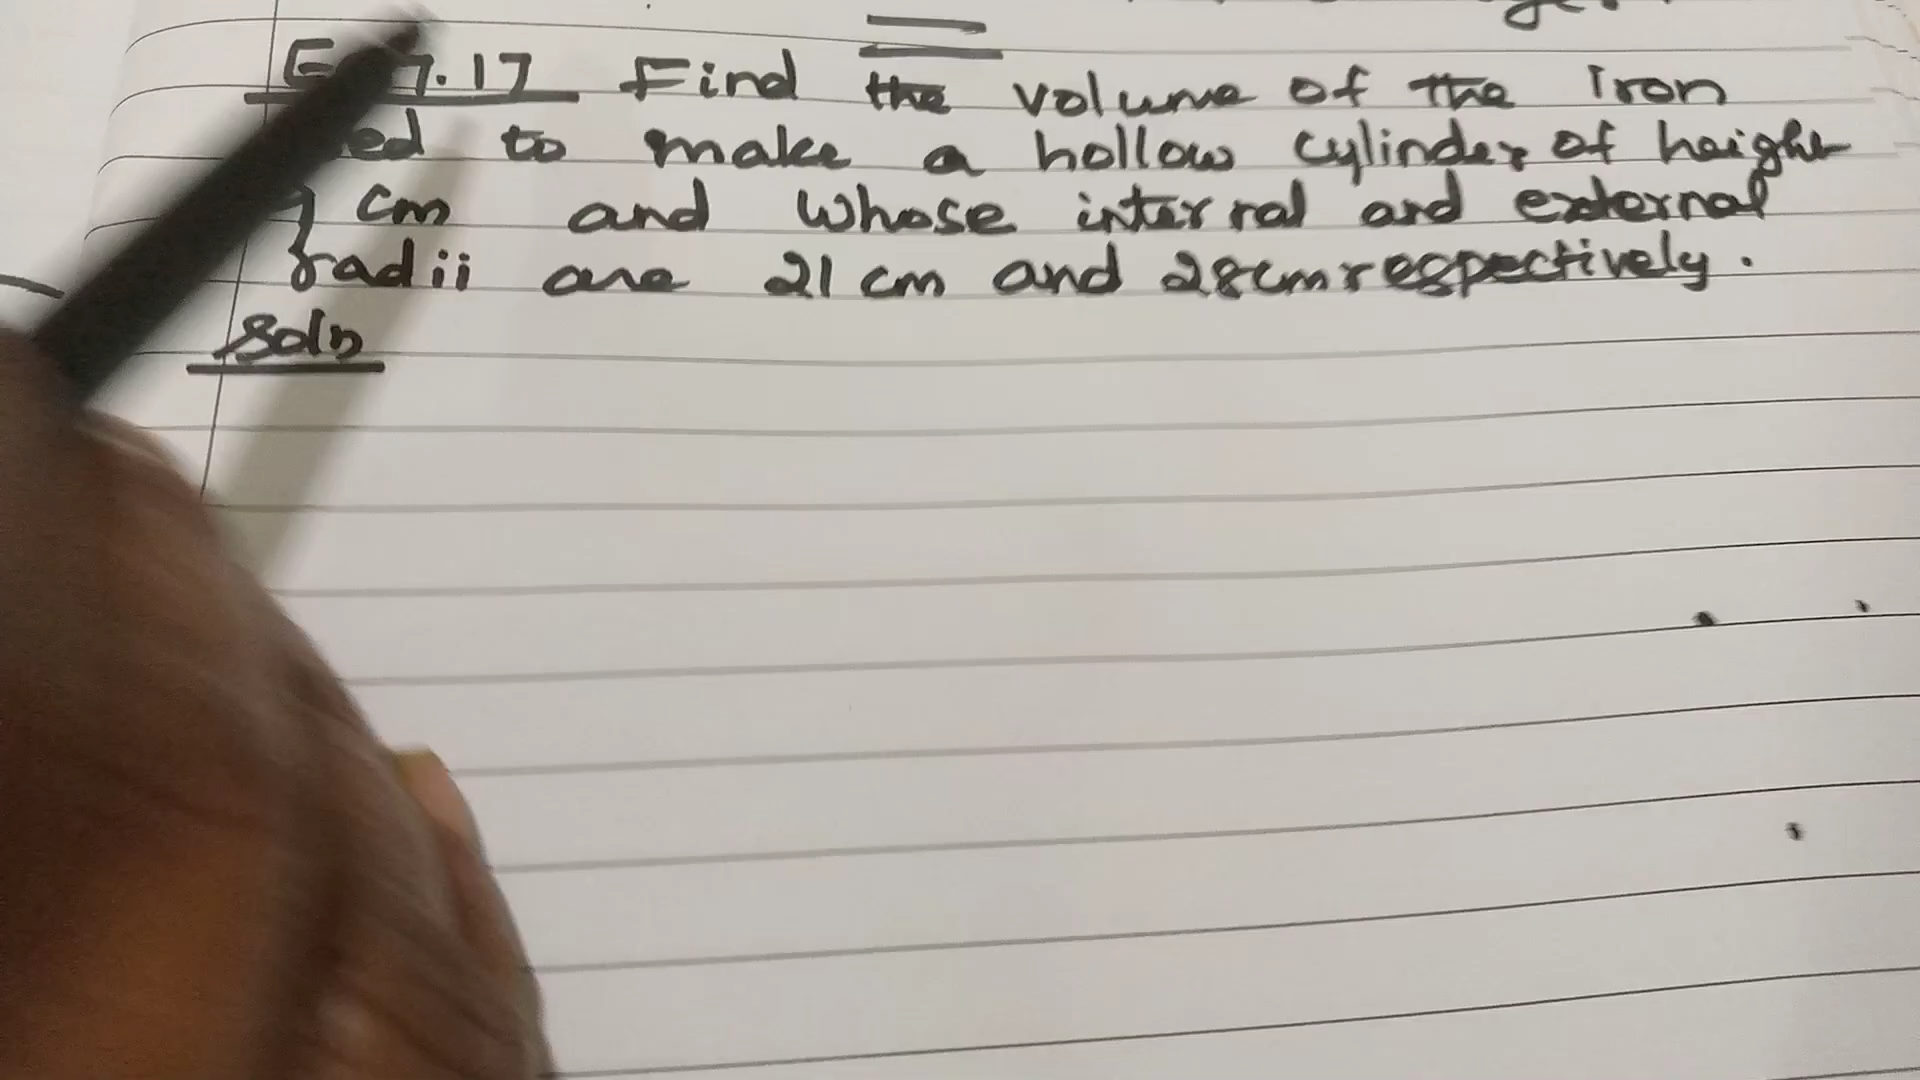 7.17 Find the volume of the iron
to make a hollow cylinder of height
cm and whose internal and external
radii are 21 cm and 28cm respectively.
Soln